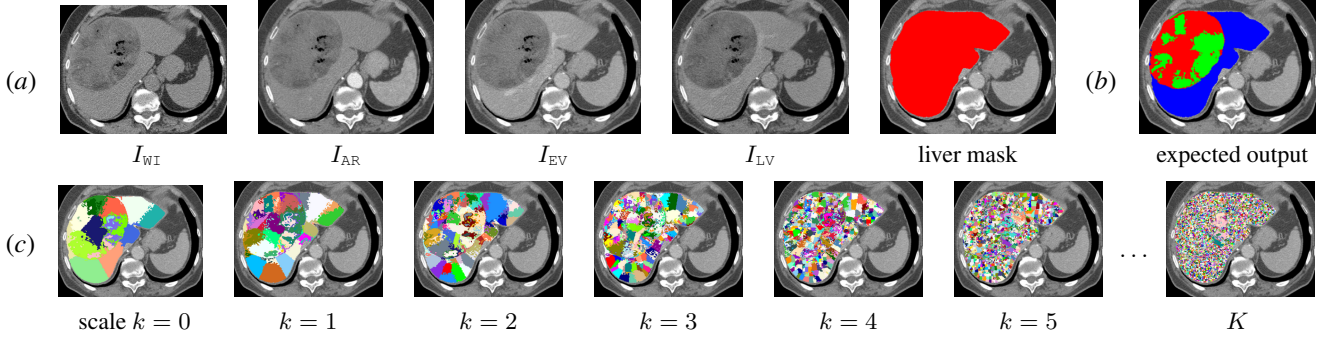 (a)
I_WI I_AR I_EV I_LV liver mask
(b)
expected output
(c)
scale k = 0 k = 1 k = 2 k = 3 k = 4 k = 5 ... K